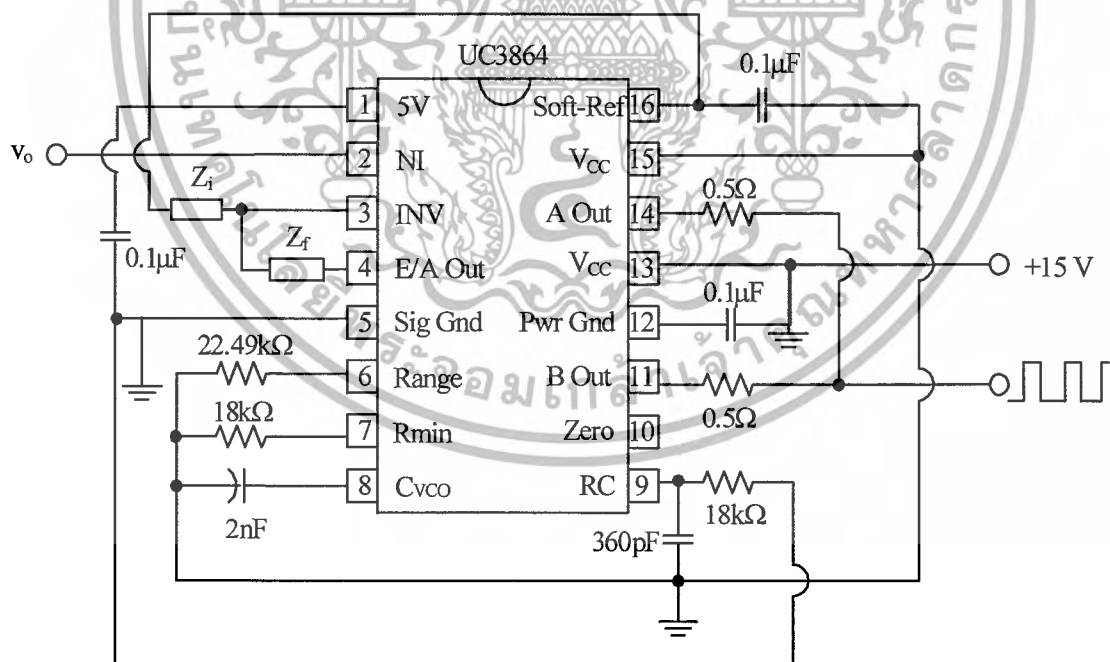 UC3864
0.1μF
1 5V Soft-Ref 16
vo 2 NI VCC 15
Zi 0.5Ω
3 INV A Out 14
Zf
0.1μF 4 E/A Out VCC 13 +15 V
0.1μF
5 Sig Gnd Pwr Gnd 12
22.49kΩ
6 Range B Out 11
18kΩ 0.5Ω
7 Rmin Zero 10
8 CVCO RC 9
2nF 18kΩ
360pF